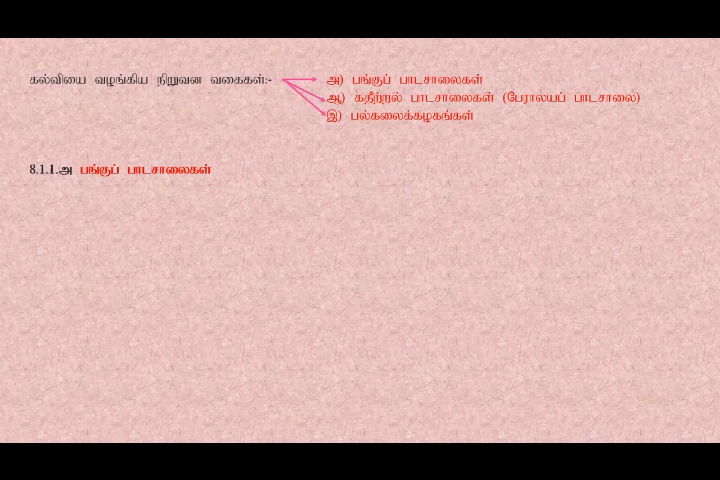 கல்வியை வழங்கிய நிறுவன வகைகள்:- அ) பங்குப் பாடசாலைகள்
ஆ) கதீற்றல் பாடசாலைகள் (பேராலயப் பாடசாலை)
இ) பல்கலைக்கழகங்கள்
8.1.1.அ பங்குப் பாடசாலைகள்